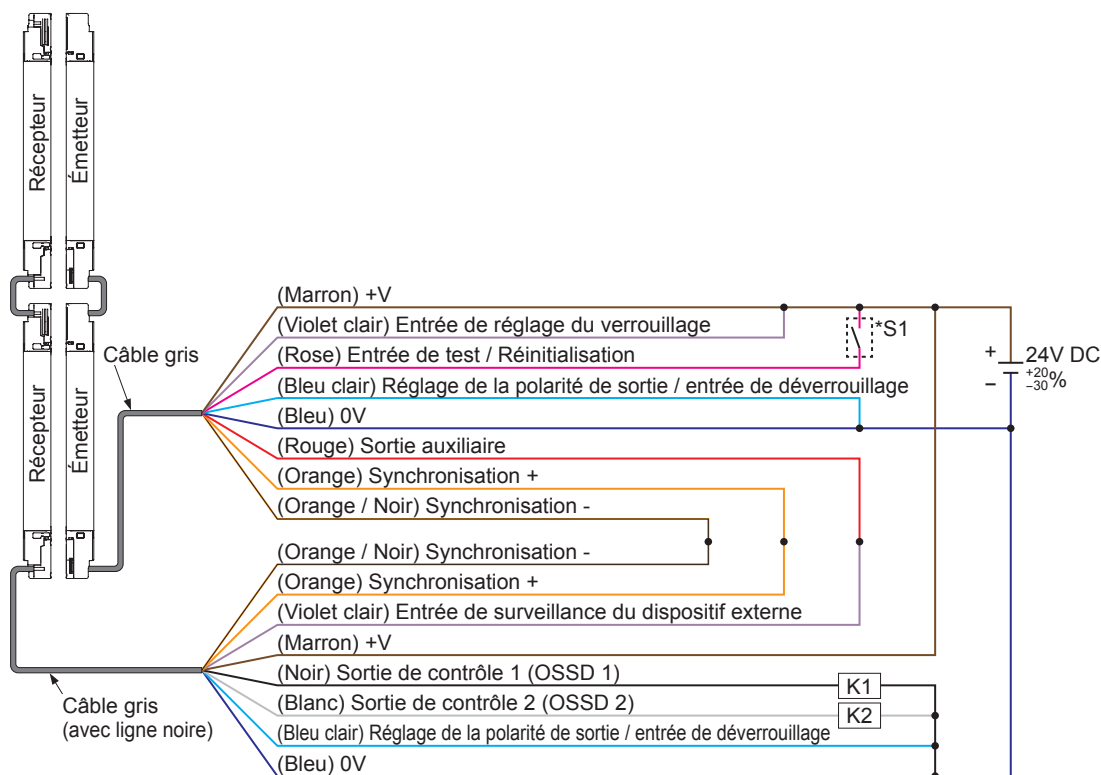 Récepteur
Émetteur
Récepteur
Émetteur
Câble gris
(Marron) +V
(Violet clair) Entrée de réglage du verrouillage
(Rose) Entrée de test / Réinitialisation
(Bleu clair) Réglage de la polarité de sortie / entrée de déverrouillage
(Bleu) 0V
(Rouge) Sortie auxiliaire
(Orange) Synchronisation +
(Orange / Noir) Synchronisation -
*S1
+
24V DC
+20
−30 %
−
(Orange / Noir) Synchronisation -
(Orange) Synchronisation +
(Violet clair) Entrée de surveillance du dispositif externe
(Marron) +V
(Noir) Sortie de contrôle 1 (OSSD 1)
K1
(Blanc) Sortie de contrôle 2 (OSSD 2)
K2
(Bleu clair) Réglage de la polarité de sortie / entrée de déverrouillage
(Bleu) 0V
Câble gris
(avec ligne noire)